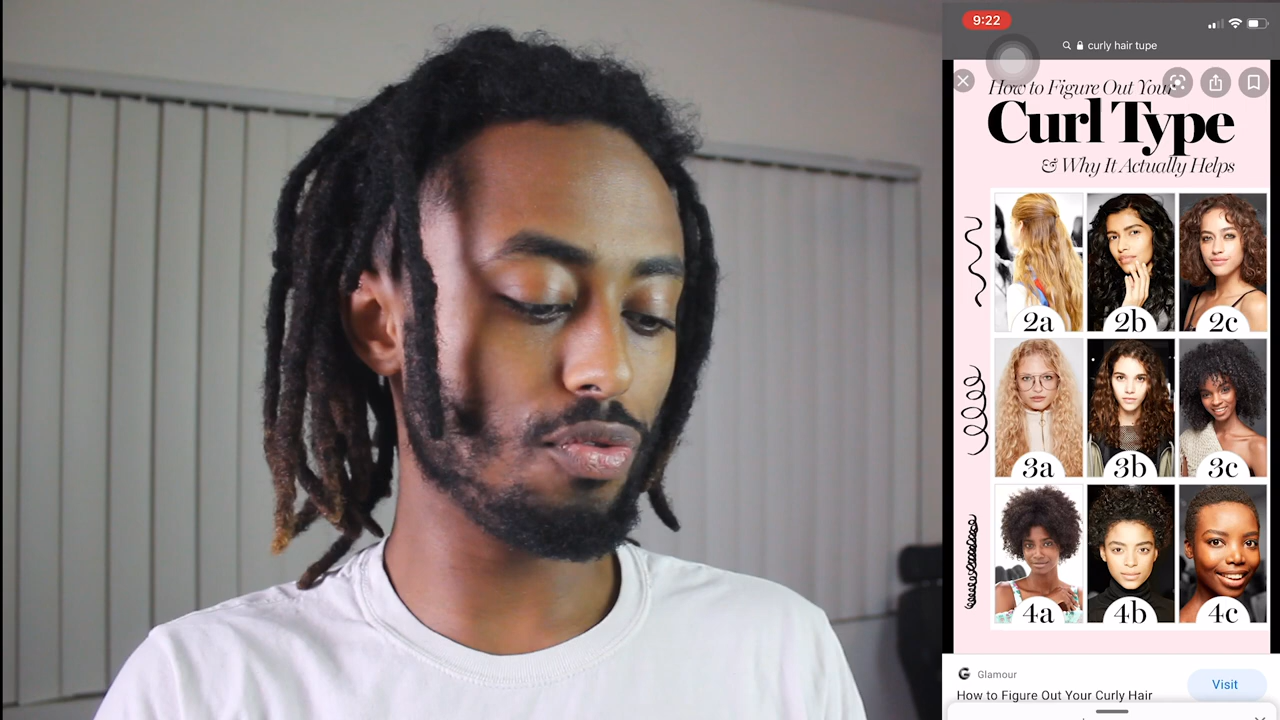 9:22
curly hair tupe
How to Figure Out Your
Curl Type
& Why It Actually Helps
2a 2b 2c
3a 3b 3c
4a 4b 4c
G Glamour
Visit
How to Figure Out Your Curly Hair